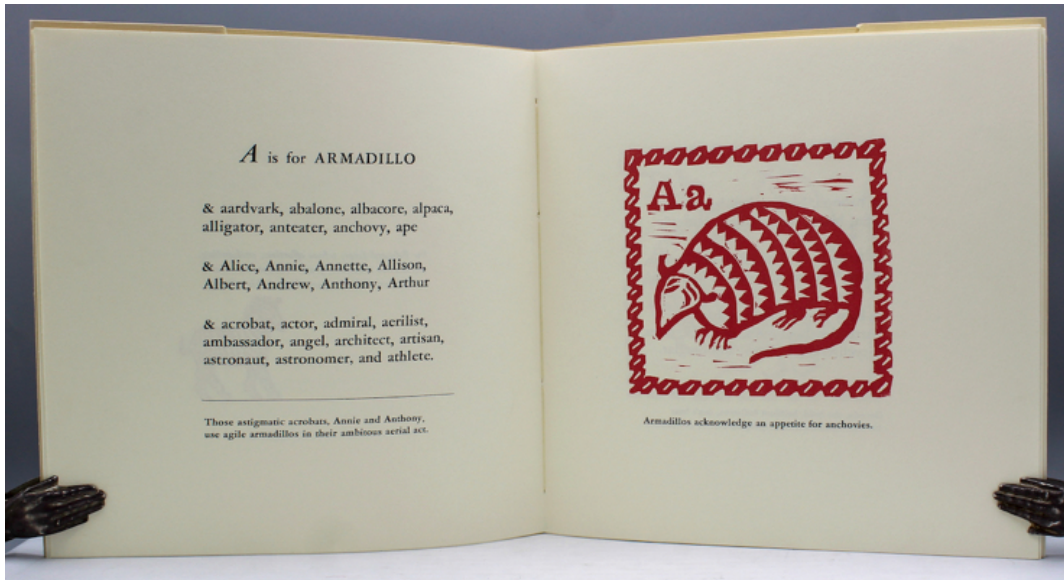 A is for ARMADILLO
& aardvark, abalone, albacore, alpaca,
alligator, anteater, anchovy, ape
& Alice, Annie, Annette, Allison,
Albert, Andrew, Anthony, Arthur
& acrobat, actor, admiral, aerilist,
ambassador, angel, architect, artisan,
astronaut, astronomer, and athlete.
Those astigmatic acrobats, Annie and Anthony,
use agile armadillos in their ambitous aerial act.
Aa
Armadillos acknowledge an appetite for anchovies.